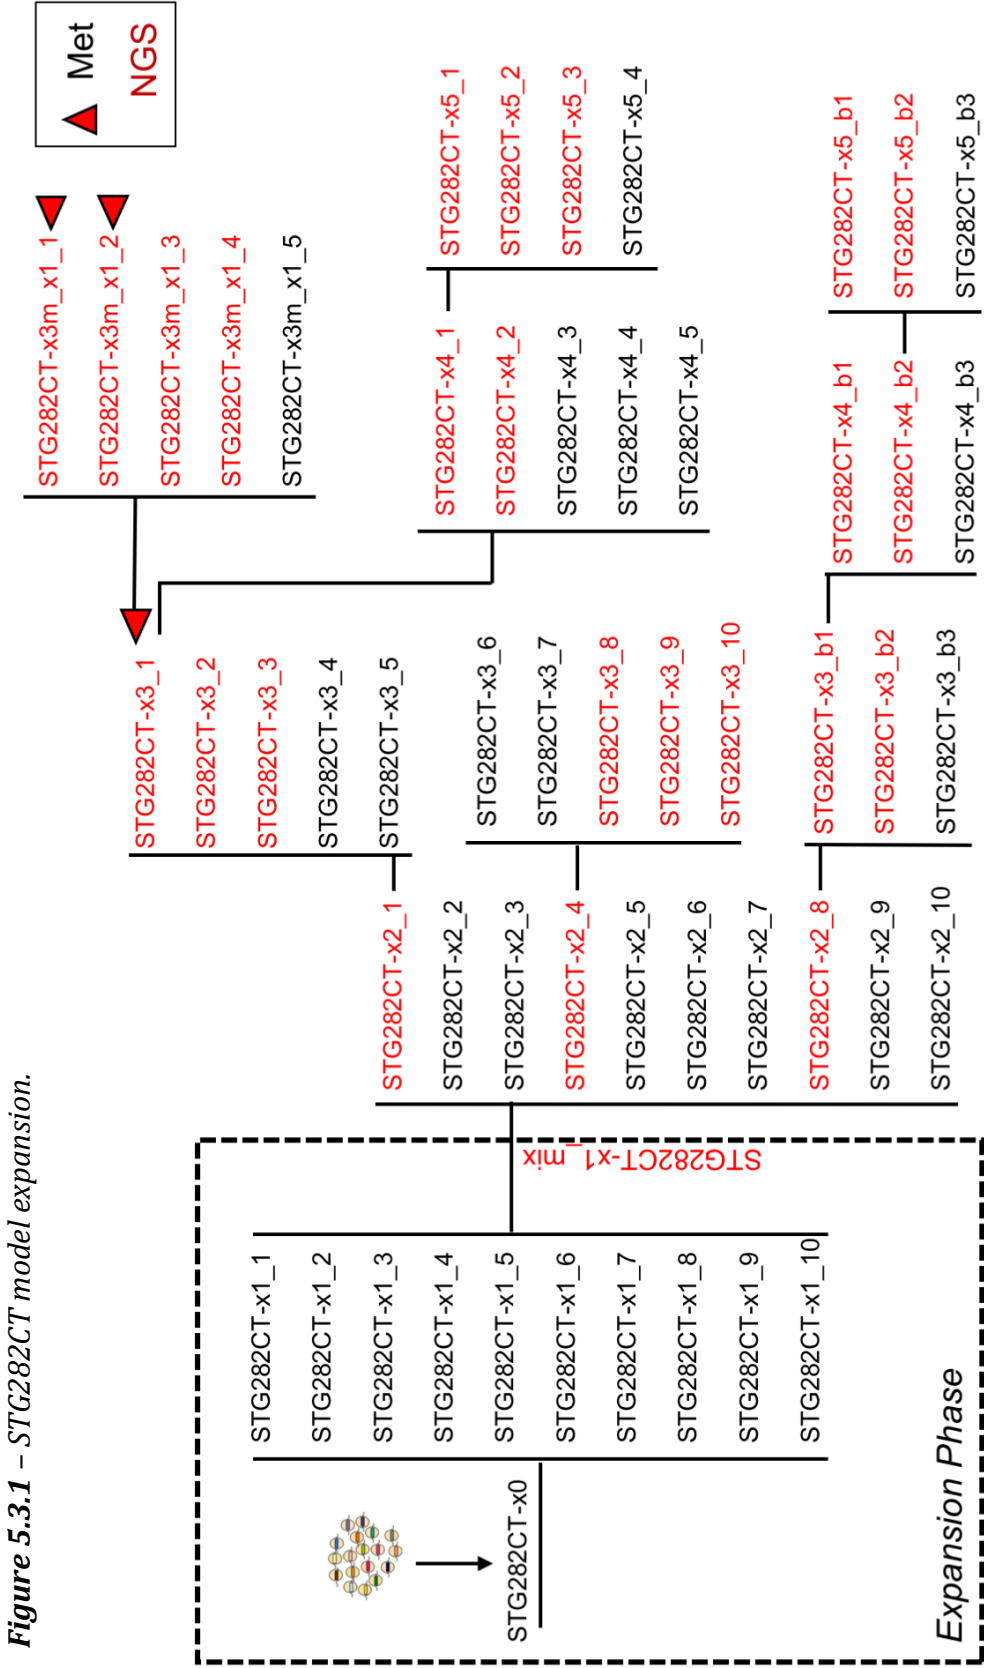 Figure 5.3.1 – STG282CT model expansion.
STG282CT-x0
Expansion Phase
STG282CT-x1_1
STG282CT-x1_2
STG282CT-x1_3
STG282CT-x1_4
STG282CT-x1_5
STG282CT-x1_6
STG282CT-x1_7
STG282CT-x1_8
STG282CT-x1_9
STG282CT-x1_10
STG282CT-x1_mix
STG282CT-x2_1
STG282CT-x2_2
STG282CT-x2_3
STG282CT-x2_4
STG282CT-x2_5
STG282CT-x2_6
STG282CT-x2_7
STG282CT-x2_8
STG282CT-x2_9
STG282CT-x2_10
STG282CT-x3_1
STG282CT-x3_2
STG282CT-x3_3
STG282CT-x3_4
STG282CT-x3_5
STG282CT-x3_6
STG282CT-x3_7
STG282CT-x3_8
STG282CT-x3_9
STG282CT-x3_10
STG282CT-x3_b1
STG282CT-x3_b2
STG282CT-x3_b3
STG282CT-x3m_x1_1
STG282CT-x3m_x1_2
STG282CT-x3m_x1_3
STG282CT-x3m_x1_4
STG282CT-x3m_x1_5
STG282CT-x4_1
STG282CT-x4_2
STG282CT-x4_3
STG282CT-x4_4
STG282CT-x4_5
STG282CT-x4_b1
STG282CT-x4_b2
STG282CT-x4_b3
STG282CT-x5_1
STG282CT-x5_2
STG282CT-x5_3
STG282CT-x5_4
STG282CT-x5_b1
STG282CT-x5_b2
STG282CT-x5_b3
Met
NGS